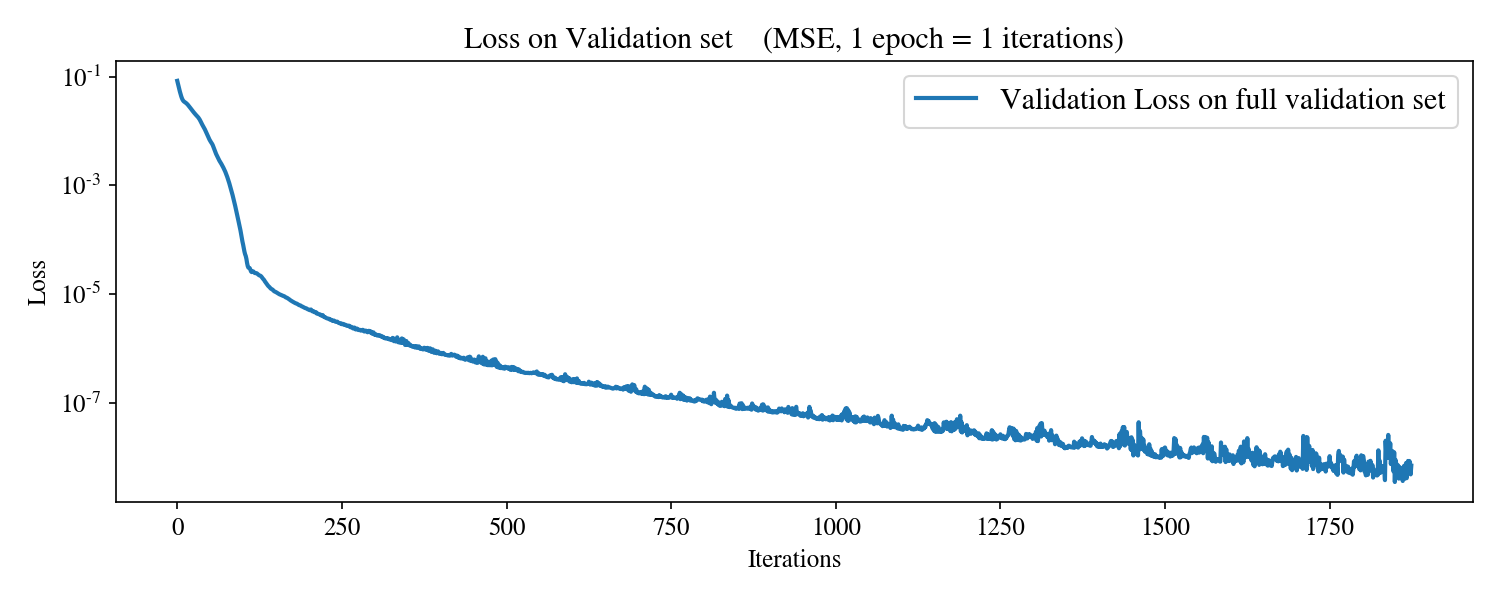 Loss on Validation set (MSE, 1 epoch = 1 iterations)
Validation Loss on full validation set
10^-1
10^-3
10^-5
10^-7
Loss
0 250 500 750 1000 1250 1500 1750
Iterations